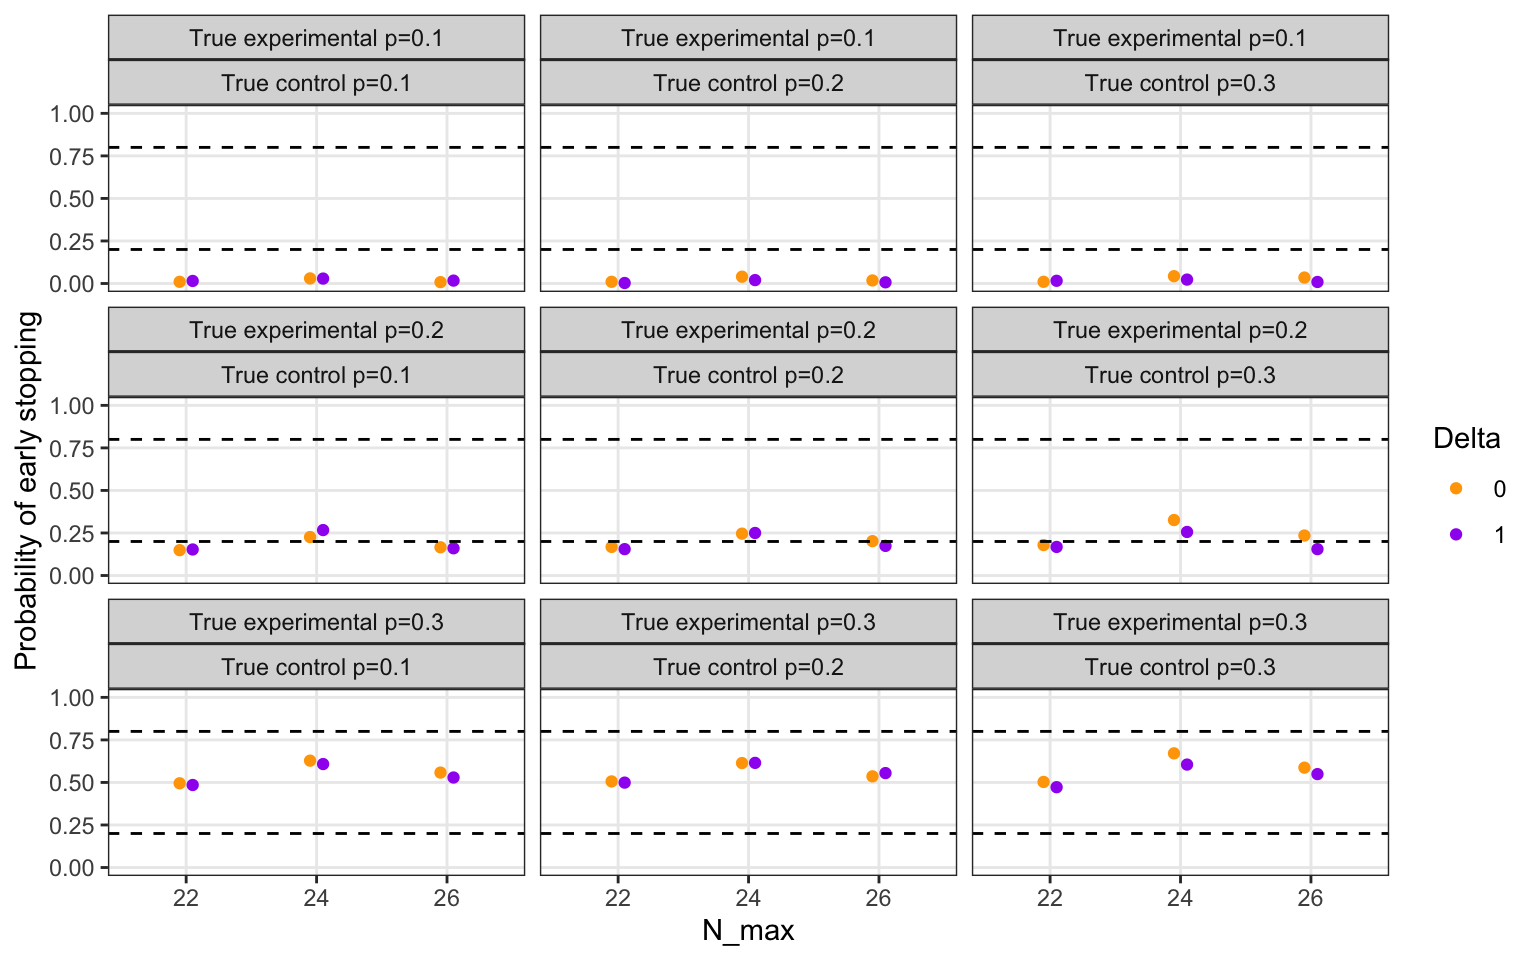 True experimental p=0.1 True experimental p=0.1 True experimental p=0.1
True control p=0.1 True control p=0.2 True control p=0.3
1.00
0.75
0.50
0.25
0.00
True experimental p=0.2 True experimental p=0.2 True experimental p=0.2
True control p=0.1 True control p=0.2 True control p=0.3
1.00
0.75
0.50
0.25
0.00
True experimental p=0.3 True experimental p=0.3 True experimental p=0.3
True control p=0.1 True control p=0.2 True control p=0.3
1.00
0.75
0.50
0.25
0.00
22 24 26 22 24 26 22 24 26
N_max
Probability of early stopping
Delta
0
1